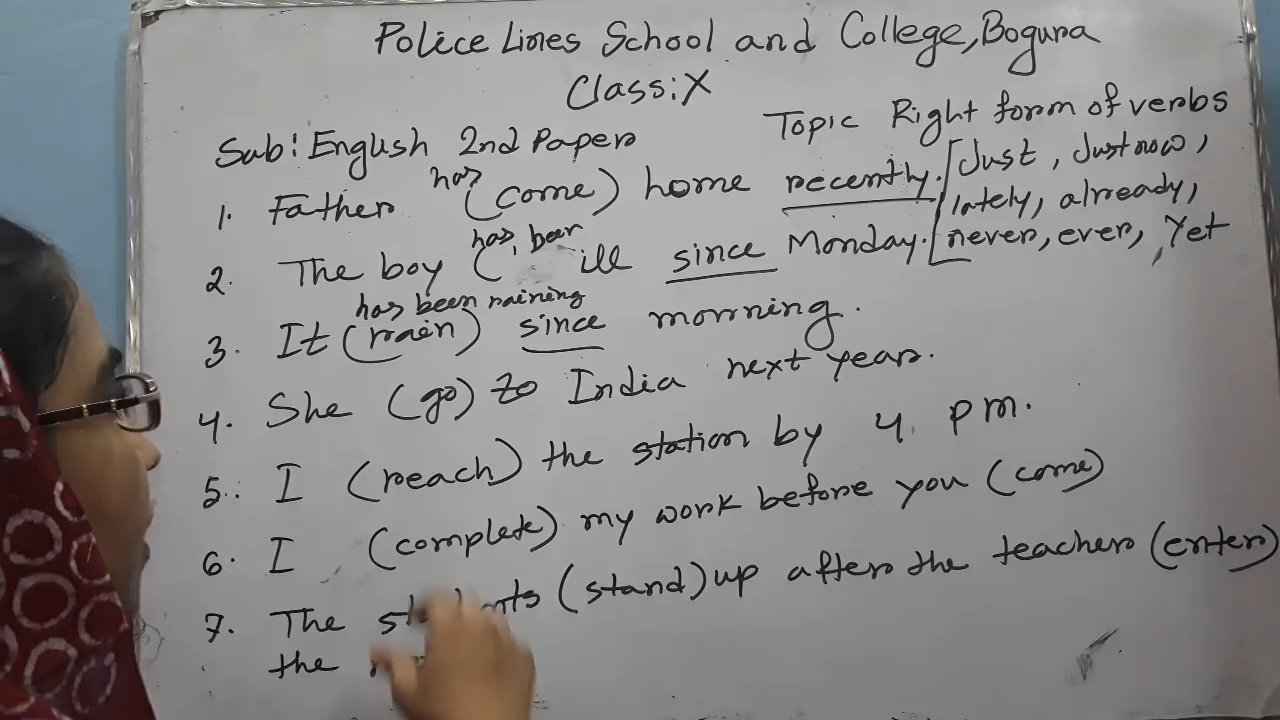 Police Lines School and College, Bogura
Class: X
Sub: English 2nd Paper
Topic Right form of verbs
has
1. Father (come) home recently. [Just, Just now,
lately, already,
never, ever, Yet
has, been
2. The boy ( ill since Monday.
has been raining
3. It (rain) since morning.
4. She (go) to India next year.
5. I (reach) the station by 4. pm.
6. I (complete) my work before you (come)
7. The students (stand) up after the teacher (enter)
the